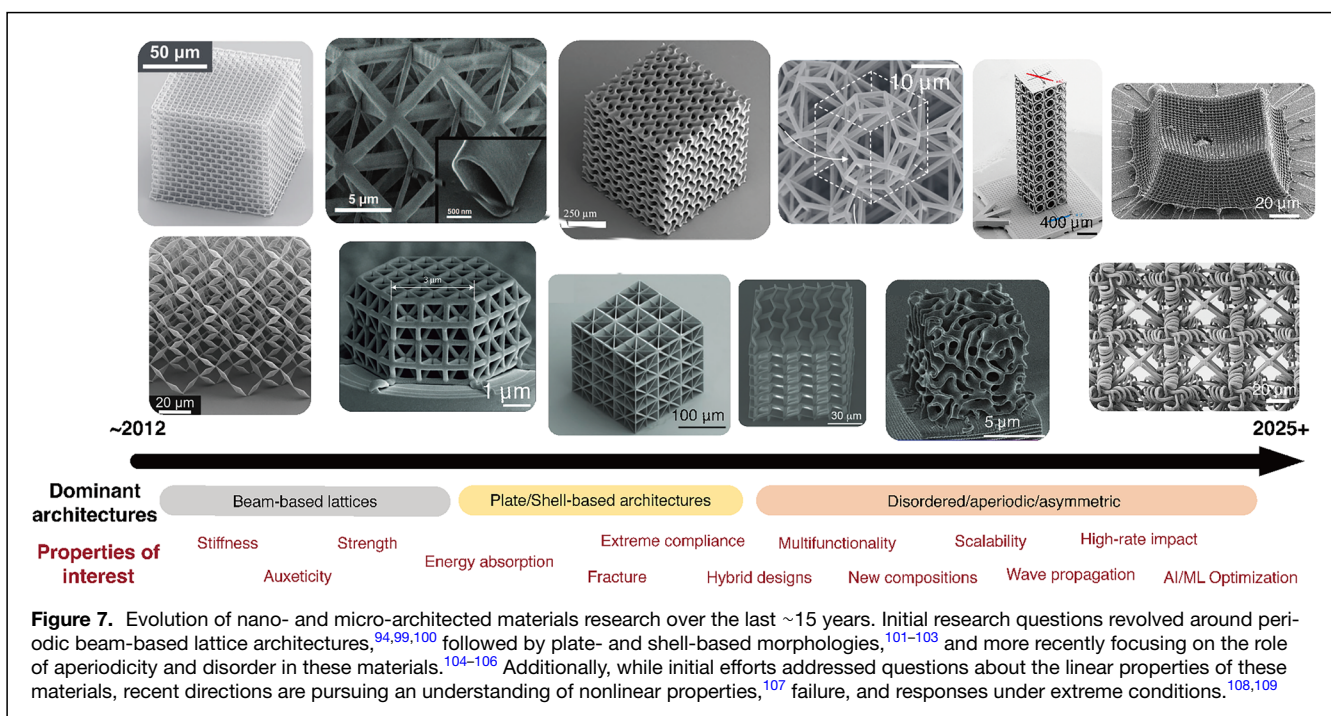 50 µm
5 µm
500 nm
250 µm
10 µm
400 µm
20 µm
20 µm
3 µm
1 µm
100 µm
30 µm
5 µm
20 µm
~2012
2025+
Dominant architectures
Beam-based lattices
Plate/Shell-based architectures
Disordered/aperiodic/asymmetric
Properties of interest
Stiffness
Strength
Extreme compliance
Multifunctionality
Scalability
High-rate impact
Auxeticity
Energy absorption
Fracture
Hybrid designs
New compositions
Wave propagation
AI/ML Optimization
Figure 7. Evolution of nano- and micro-architected materials research over the last ~15 years. Initial research questions revolved around peri-
odic beam-based lattice architectures,94,99,100 followed by plate- and shell-based morphologies,101–103 and more recently focusing on the role
of aperiodicity and disorder in these materials.104–106 Additionally, while initial efforts addressed questions about the linear properties of these
materials, recent directions are pursuing an understanding of nonlinear properties,107 failure, and responses under extreme conditions.108,109